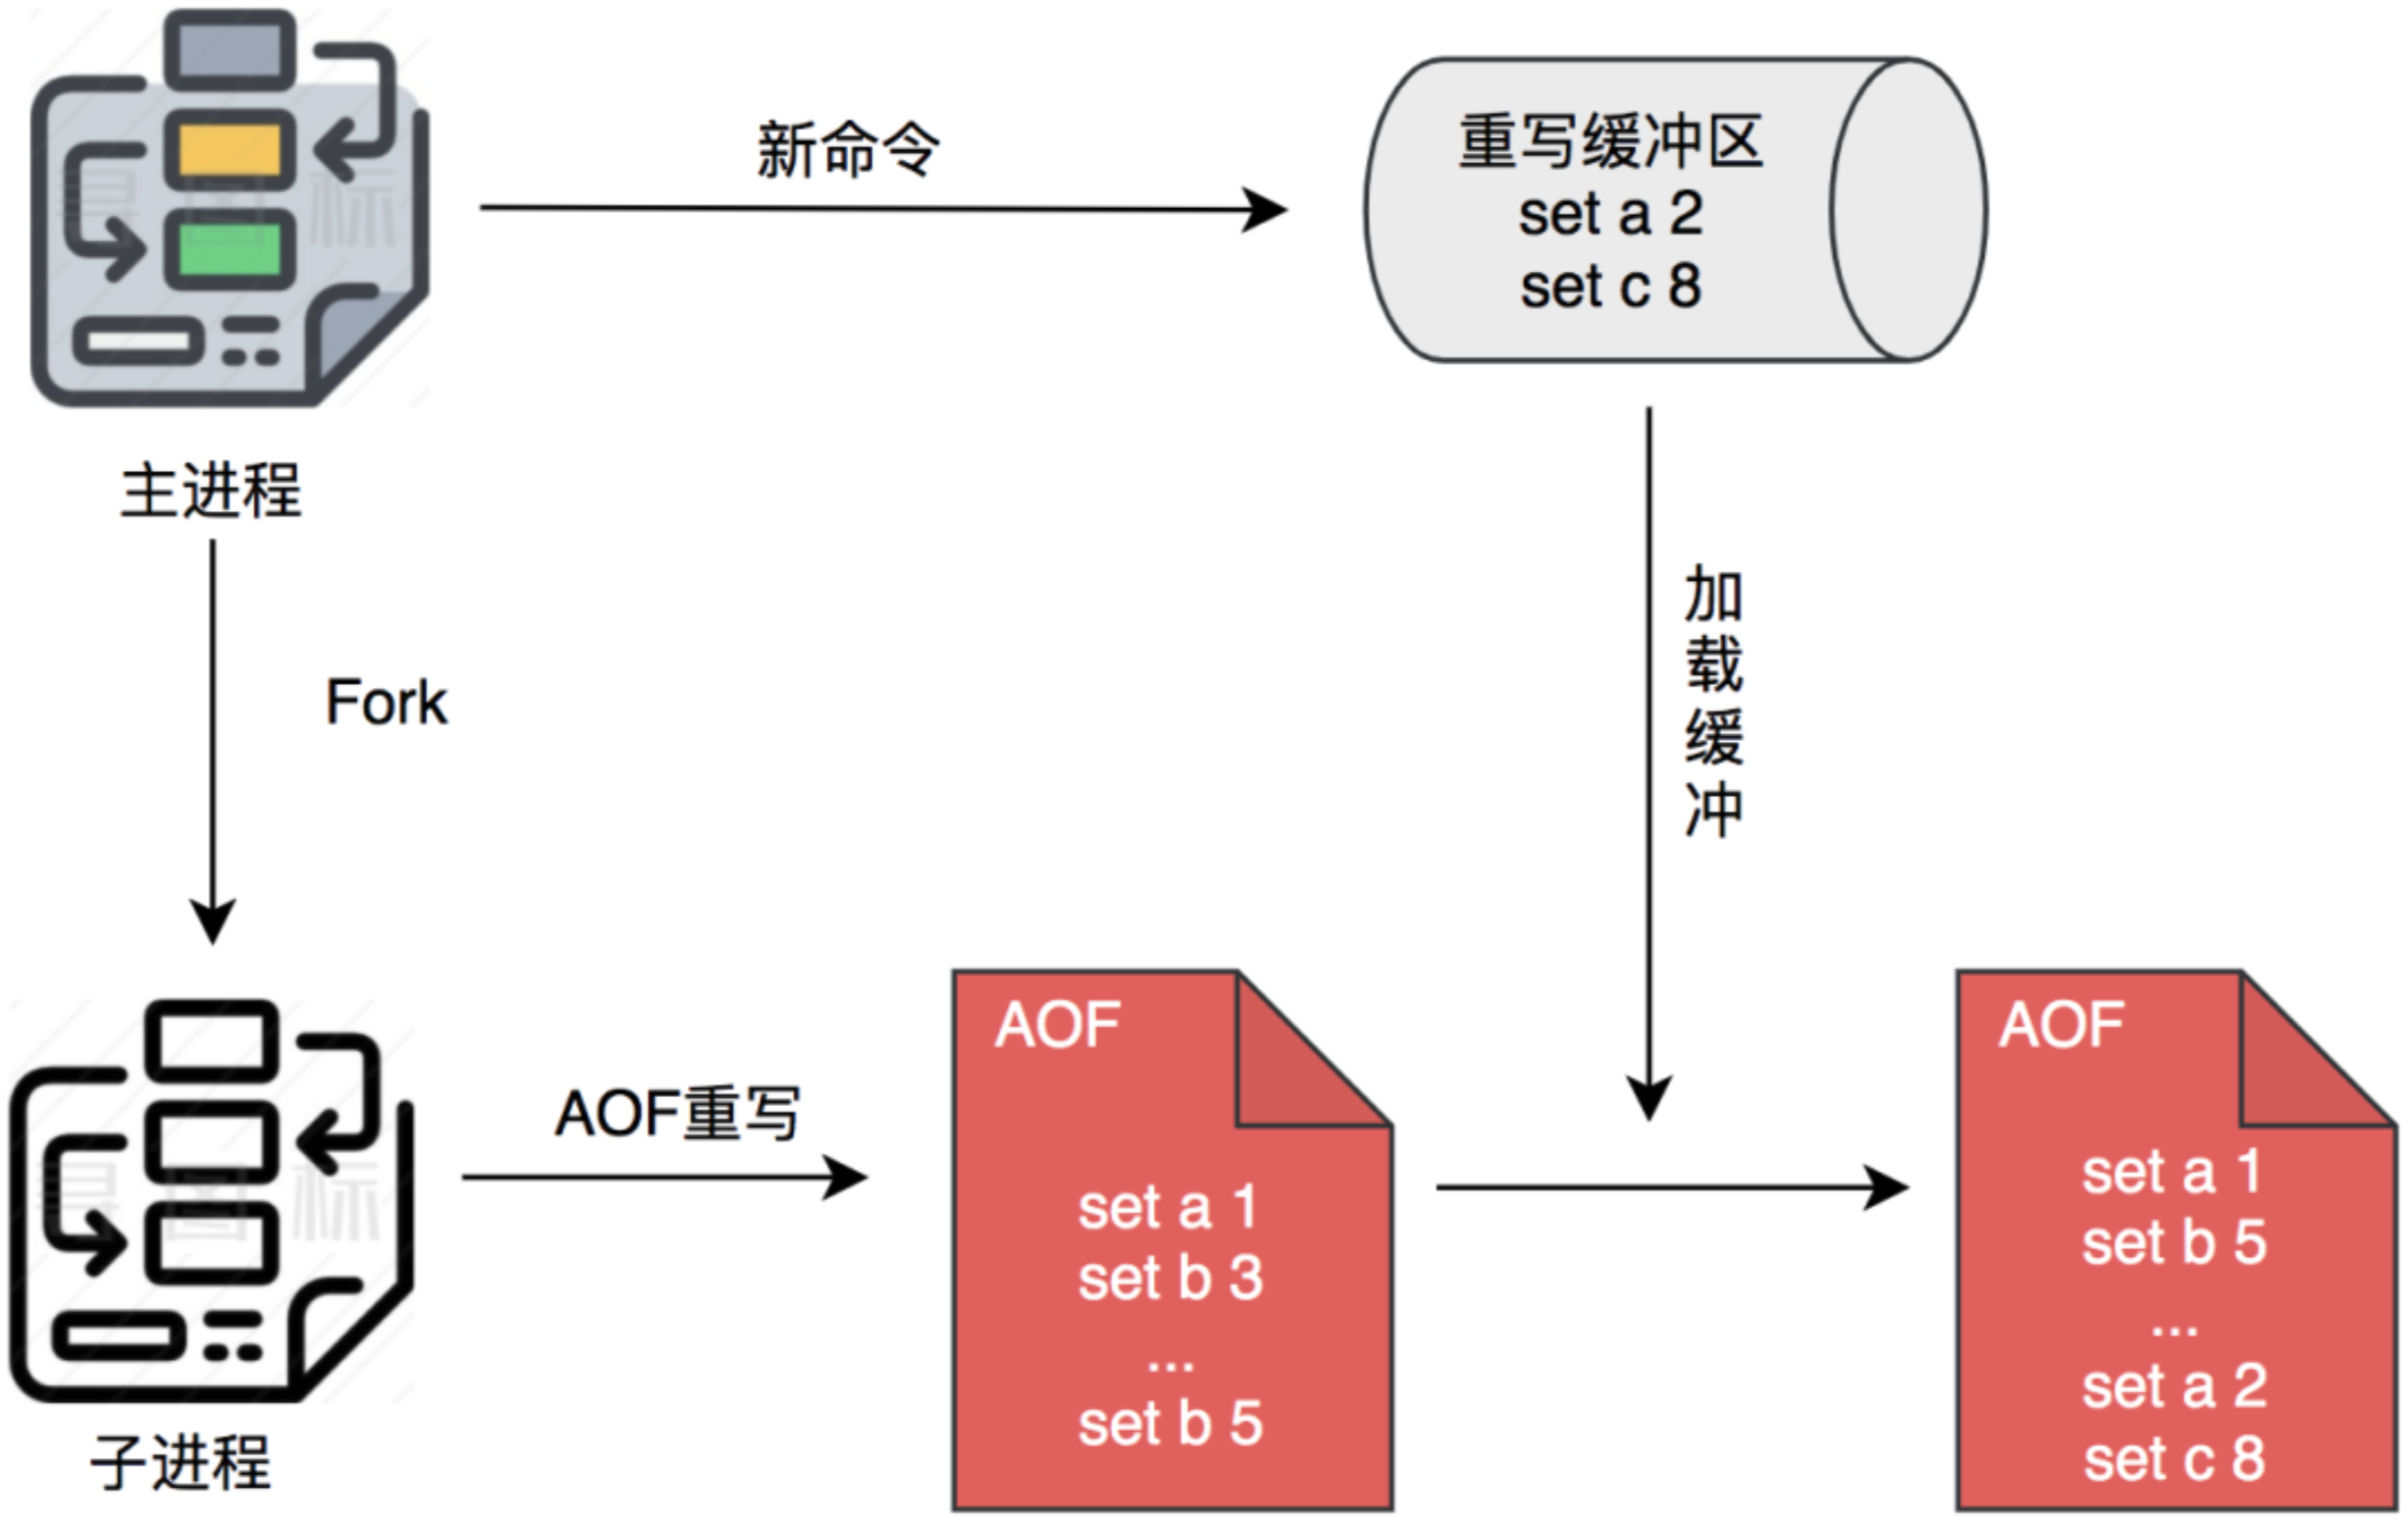 新命令
重写缓冲区
set a 2
set c 8
主进程
Fork
加
载
缓
冲
AOF重写
子进程
AOF
set a 1
set b 3
...
set b 5
AOF
set a 1
set b 5
...
set a 2
set c 8